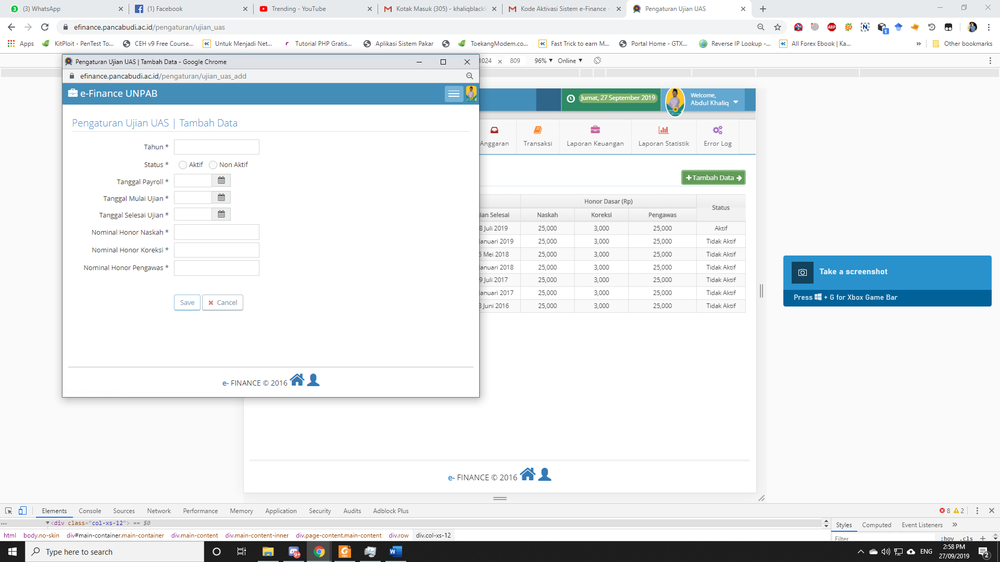 (3) WhatsApp
(1) Facebook
Trending - YouTube
Kotak Masuk (305) - khaliqblackl
Kode Aktivasi Sistem e-Finance -
Pengaturan Ujian UAS
efinance.pancabudi.ac.id/pengaturan/ujian_uas
Apps
KitPloit - PenTest To...
CEH v9 Free Course...
Untuk Menjadi Net...
Tutorial PHP Gratis...
Aplikasi Sistem Pakar
ToekangModem.co...
Fast Trick to earn M...
Portal Home - GTX...
Reverse IP Lookup -...
All Forex Ebook | Ka...
» Other bookmarks
Pengaturan Ujian UAS | Tambah Data - Google Chrome
1024 × 809 96% ▼ Online ▼
efinance.pancabudi.ac.id/pengaturan/ujian_uas_add
e-Finance UNPAB
Jumat, 27 September 2019
Welcome,
Abdul Khaliq
Pengaturan Ujian UAS | Tambah Data
Tahun *
Status * Aktif Non Aktif
Tanggal Payroll *
Tanggal Mulai Ujian *
Tanggal Selesai Ujian *
Nominal Honor Naskah *
Nominal Honor Koreksi *
Nominal Honor Pengawas *
Save Cancel
e- FINANCE © 2016
Anggaran Transaksi Laporan Keuangan Laporan Statistik Error Log
+Tambah Data
Honor Dasar (Rp) Status
ian Selesai Naskah Koreksi Pengawas
8 Juli 2019 25,000 3,000 25,000 Aktif
anuari 2019 25,000 3,000 25,000 Tidak Aktif
5 Mei 2018 25,000 3,000 25,000 Tidak Aktif
anuari 2018 25,000 3,000 25,000 Tidak Aktif
9 Juli 2017 25,000 3,000 25,000 Tidak Aktif
anuari 2017 25,000 3,000 25,000 Tidak Aktif
3 Juni 2016 25,000 3,000 25,000 Tidak Aktif
Take a screenshot
Press + G for Xbox Game Bar
e- FINANCE © 2016
Elements Console Sources Network Performance Memory Application Security Audits Adblock Plus
8 2
... ▼<div class="col-xs-12"> == $0
Styles Computed Event Listeners »
html body.no-skin div#main-container.main-container div.main-content div.main-content-inner div.page-content.main-content div.row div.col-xs-12
Filter :hov .cls +
Type here to search
ENG
2:58 PM
27/09/2019
2